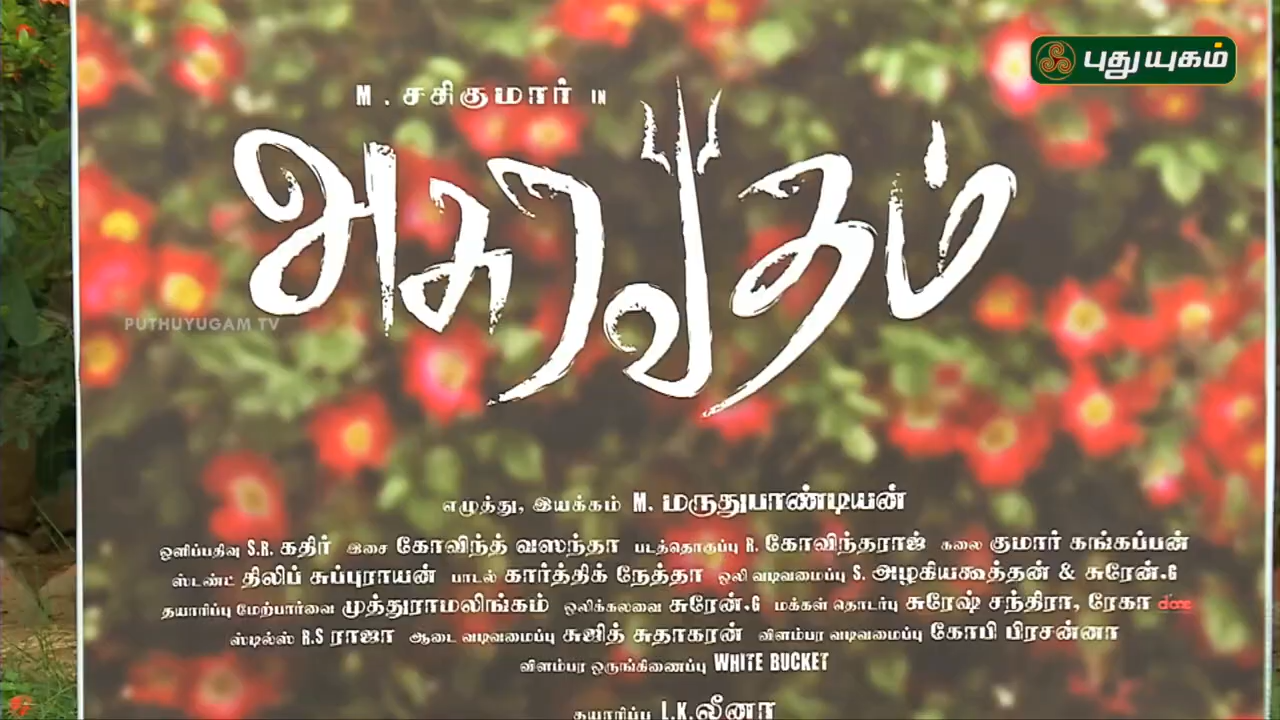 புதுயுகம்
M . சசிகுமார் IN
அசுரவதம்
PUTHUYUGAM TV
எழுத்து, இயக்கம் M. மருதுபாண்டியன்
ஒளிப்பதிவு S.R. கதிர் இசை கோவிந்த் வஸந்தா படத்தொகுப்பு R. கோவிந்தராஜ் கலை குமார் கங்கப்பன்
ஸ்டண்ட் திலிப் சுப்புராயன் பாடல் கார்த்திக் நேத்தா ஒலி வடிவமைப்பு S. அழகியகூத்தன் & சுரேன்.G
தயாரிப்பு மேற்பார்வை முத்துராமலிங்கம் ஒலிக்கலவை சுரேன்.G மக்கள் தொடர்பு சுரேஷ் சந்திரா, ரேகா d'one
ஸ்டில்ஸ் R.S ராஜா ஆடை வடிவமைப்பு சுஜித் சுதாகரன் விளம்பர வடிவமைப்பு கோபி பிரசன்னா
விளம்பர ஒருங்கிணைப்பு WHITE BUCKET
தயாரிப்பு L.K.லீனா